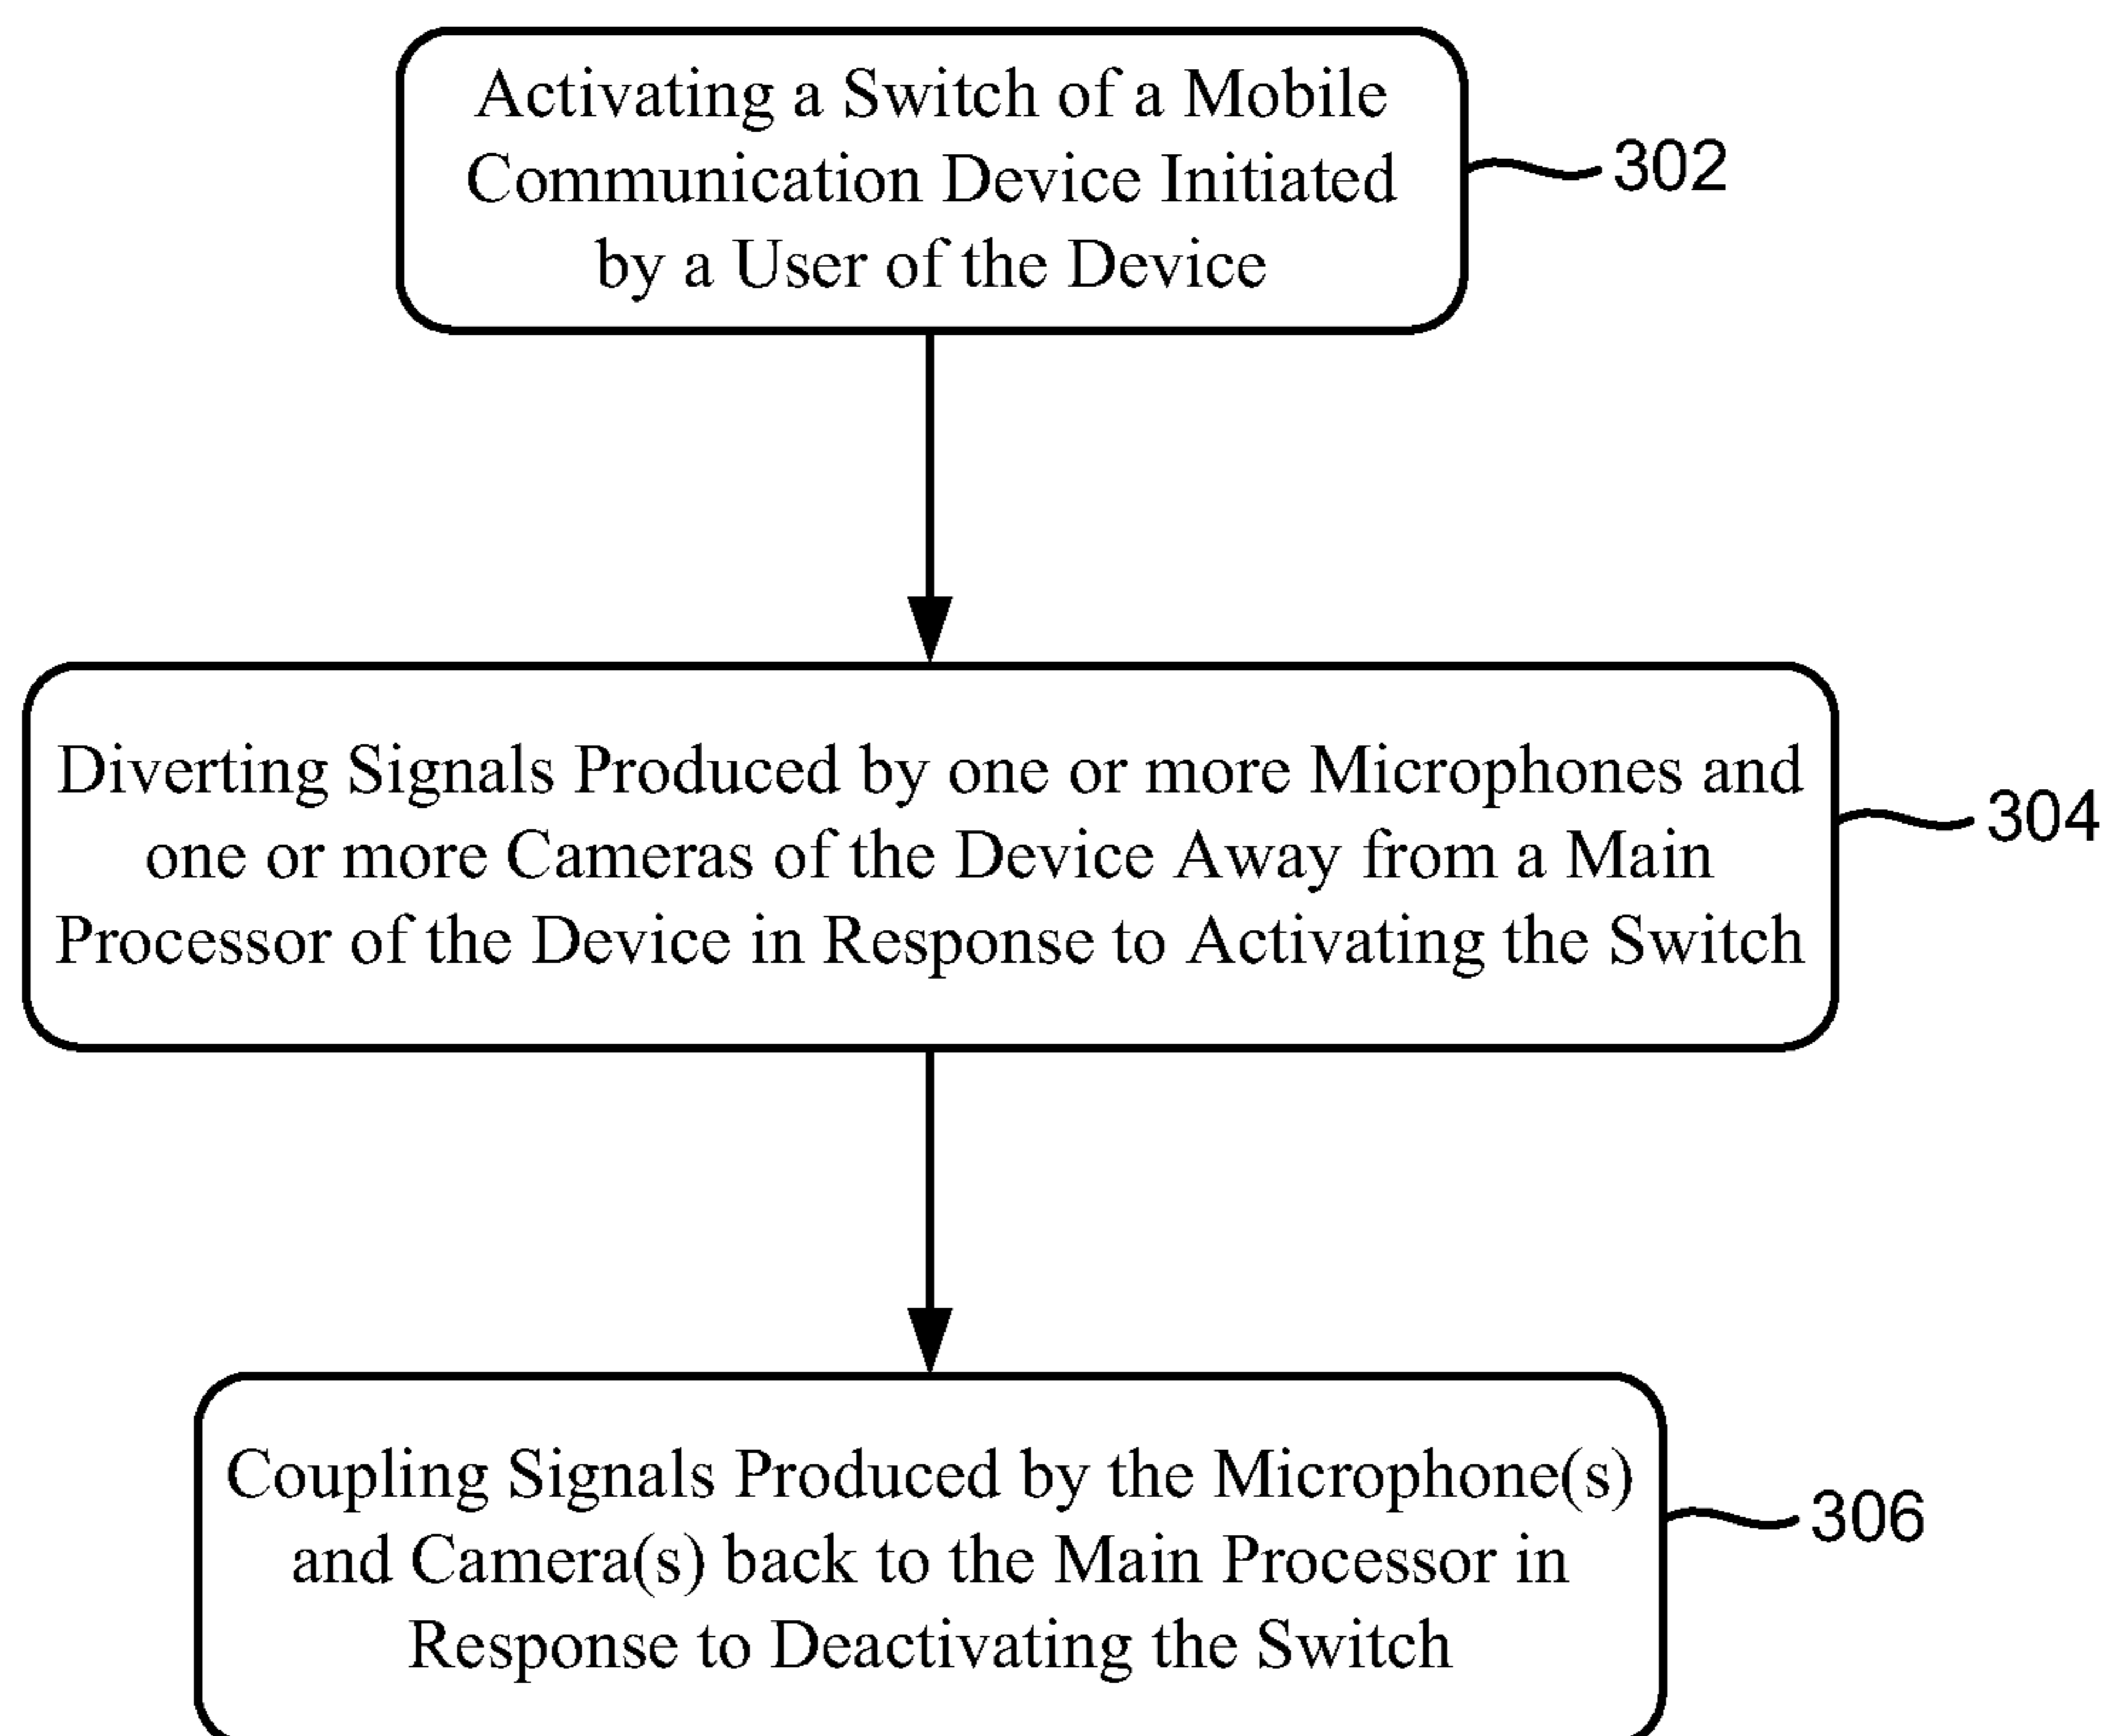 Activating a Switch of a Mobile
Communication Device Initiated
by a User of the Device
302
Diverting Signals Produced by one or more Microphones and
one or more Cameras of the Device Away from a Main
Processor of the Device in Response to Activating the Switch
304
Coupling Signals Produced by the Microphone(s)
and Camera(s) back to the Main Processor in
Response to Deactivating the Switch
306